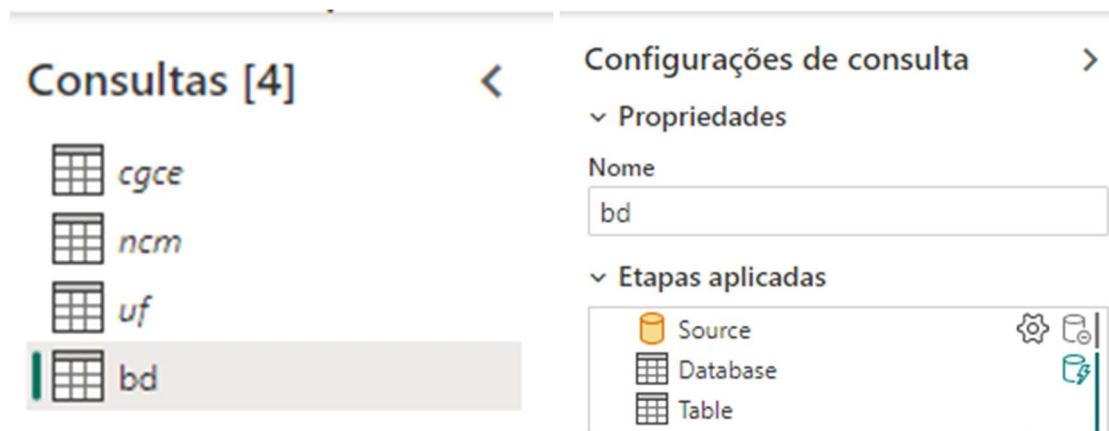 Consultas [4]
cgce
ncm
uf
bd
Configurações de consulta
Propriedades
Nome
bd
Etapas aplicadas
Source
Database
Table